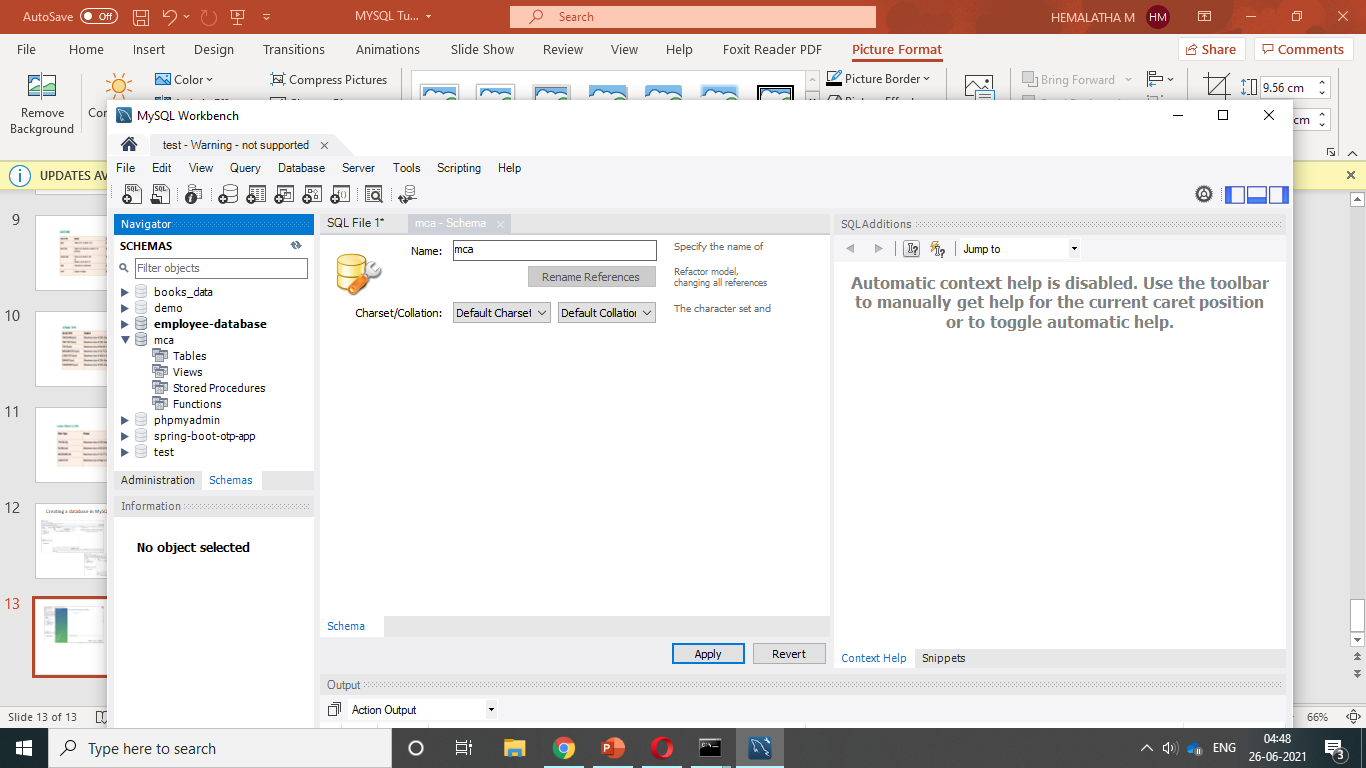 AutoSave Off MYSQL Tu... Search HEMALATHA M HM
File Home Insert Design Transitions Animations Slide Show Review View Help Foxit Reader PDF Picture Format Share Comments
Color Compress Pictures Picture Border Bring Forward 9.56 cm
Remove
Background
cm
UPDATES AV
MySQL Workbench
test - Warning - not supported
File Edit View Query Database Server Tools Scripting Help
Navigator
SCHEMAS
Filter objects
books_data
demo
employee-database
mca
Tables
Views
Stored Procedures
Functions
phpmyadmin
spring-boot-otp-app
test
Administration Schemas
Information
No object selected
SQL File 1* mca - Schema
Name: mca Specify the name of
Rename References Refactor model,
changing all references
Charset/Collation: Default Charset Default Collation The character set and
Schema
Apply Revert
SQLAdditions
Jump to
Automatic context help is disabled. Use the toolbar
to manually get help for the current caret position
or to toggle automatic help.
Context Help Snippets
Output
Action Output
9
10
11
12
Creating a database in MySQ
13
Slide 13 of 13 66%
Type here to search ENG 04:48
26-06-2021 3